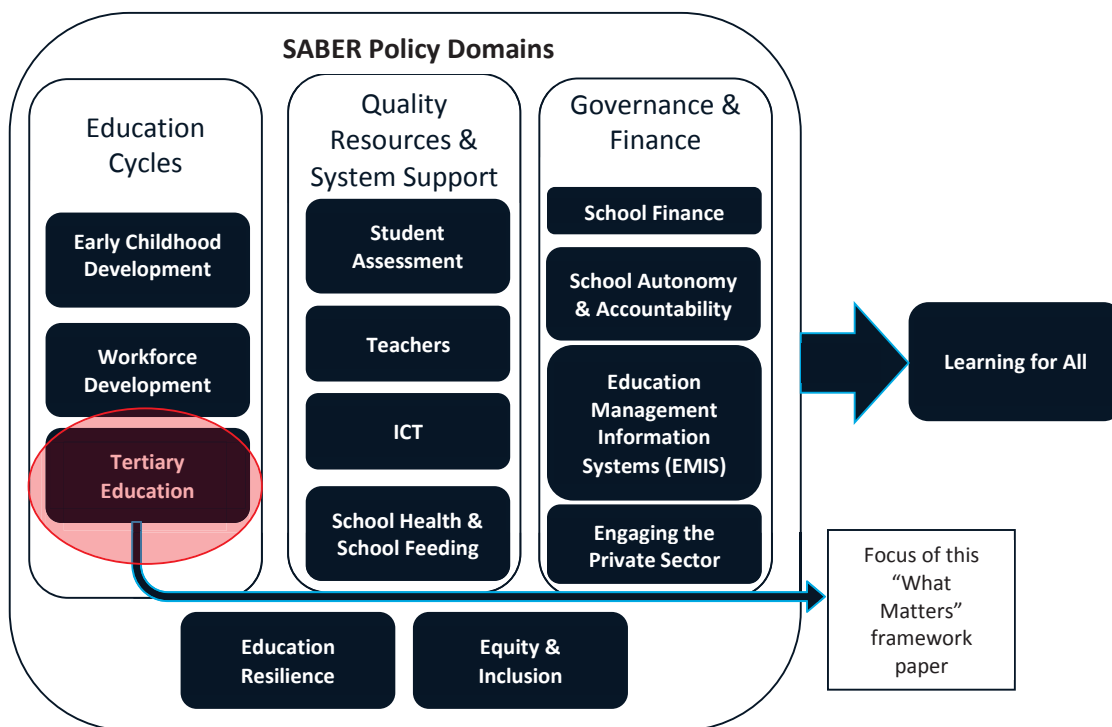 SABER Policy Domains
Education
Cycles
Early Childhood
Development
Workforce
Development
Tertiary
Education
Quality
Resources &
System Support
Student
Assessment
Teachers
ICT
School Health &
School Feeding
Governance &
Finance
School Finance
School Autonomy
& Accountability
Education
Management
Information
Systems (EMIS)
Engaging the
Private Sector
Education
Resilience
Equity &
Inclusion
Learning for All
Focus of this
“What
Matters”
framework
paper